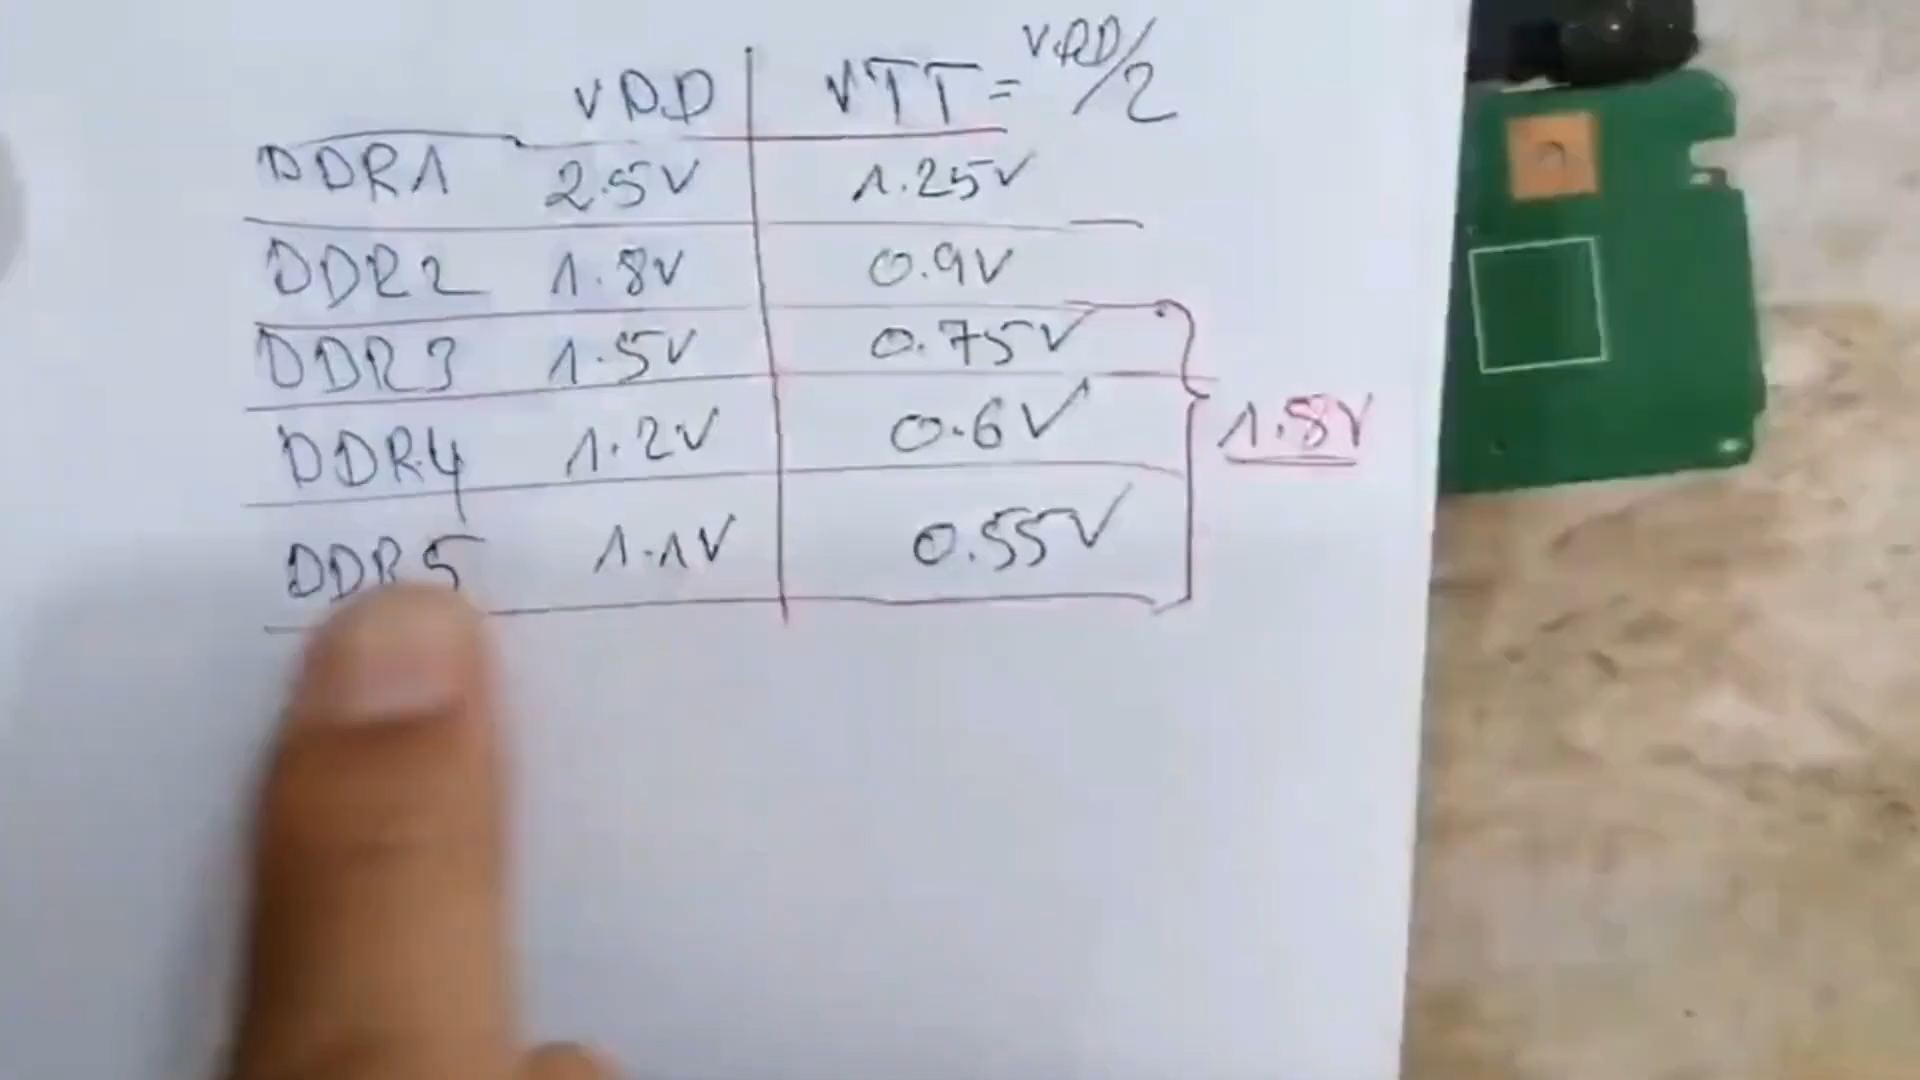 VDD VTT = VDD/2
DDR1 2.5V 1.25V
DDR2 1.8V 0.9V
DDR3 1.5V 0.75V
DDR4 1.2V 0.6V
1.8V
DDR5 1.1V 0.55V